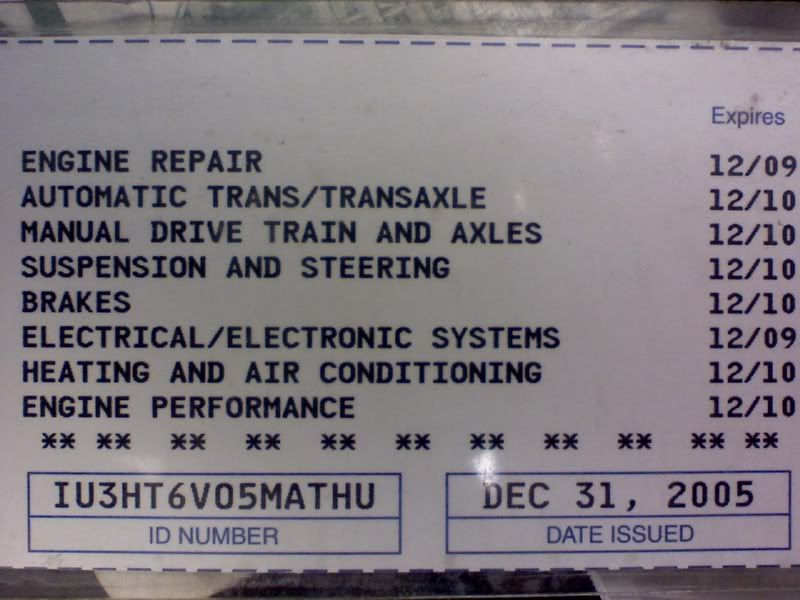 Expires
ENGINE REPAIR 12/09
AUTOMATIC TRANS/TRANSAXLE 12/10
MANUAL DRIVE TRAIN AND AXLES 12/10
SUSPENSION AND STEERING 12/10
BRAKES 12/10
ELECTRICAL/ELECTRONIC SYSTEMS 12/09
HEATING AND AIR CONDITIONING 12/10
ENGINE PERFORMANCE 12/10
** ** ** ** ** ** ** ** ** ** **
IU3HT6VO5MATHU DEC 31, 2005
ID NUMBER DATE ISSUED